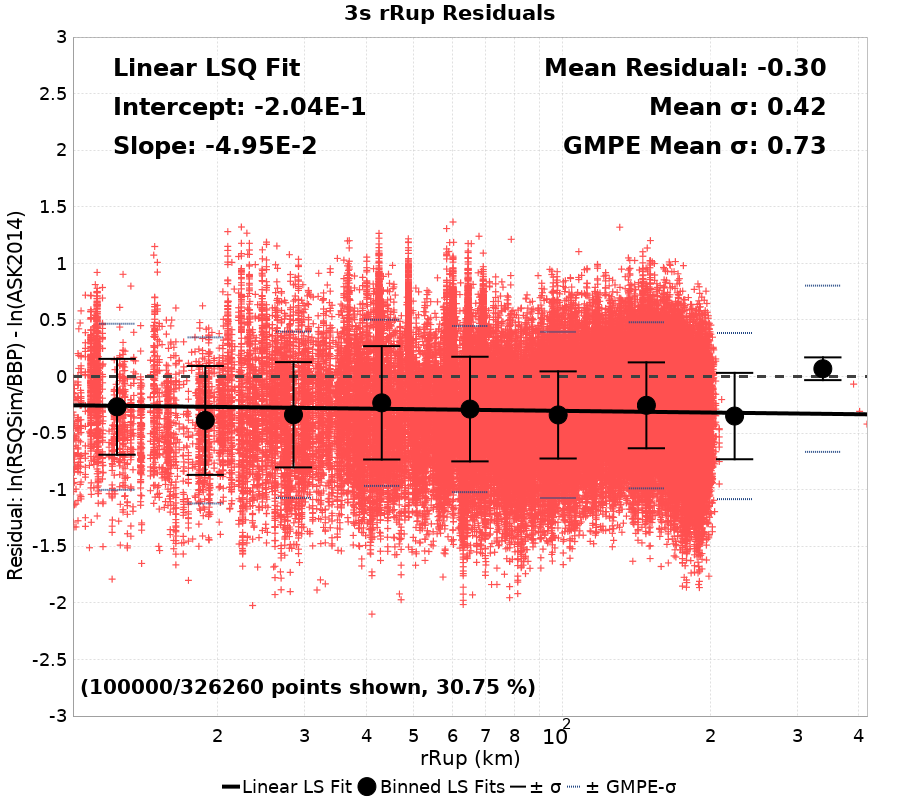 3s rRup Residuals
Linear LSQ Fit
Intercept: -2.04E-1
Slope: -4.95E-2
Mean Residual: -0.30
Mean σ: 0.42
GMPE Mean σ: 0.73
Residual: ln(RSQSim/BBP) - ln(ASK2014)
3
2.5
2
1.5
1
0.5
0
-0.5
-1
-1.5
-2
-2.5
-3
(100000/326260 points shown, 30.75 %)
2 3 4 5 6 7 8 10² 2 3 4
rRup (km)
Linear LS Fit Binned LS Fits ± σ ± GMPE-σ